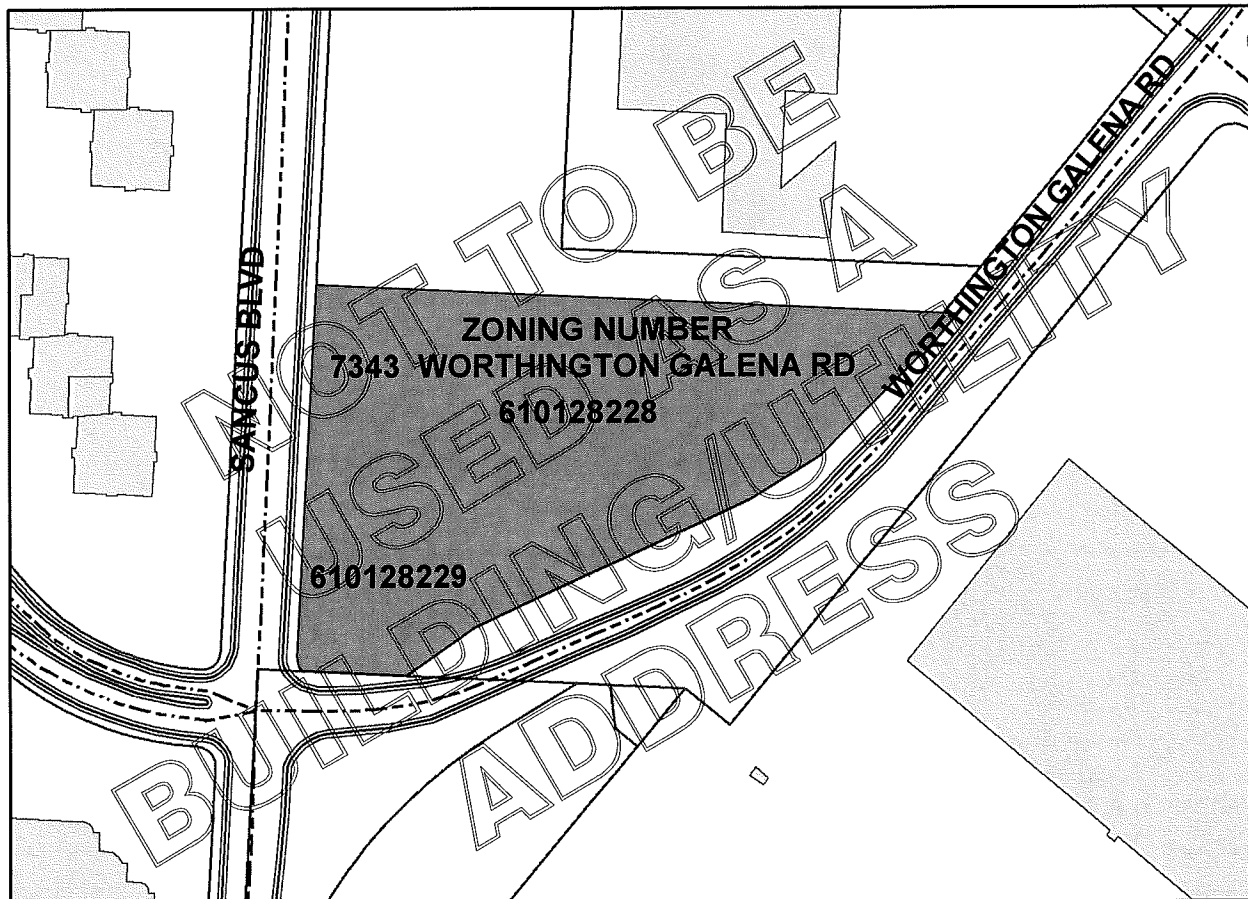 ZONING NUMBER
7343 WORTHINGTON GALENA RD
610128228
610128229
SANCUS BLVD
WORTHINGTON GALENA RD
NOT TO BE
USED AS A
BUILDING/UTILITY
ADDRESS